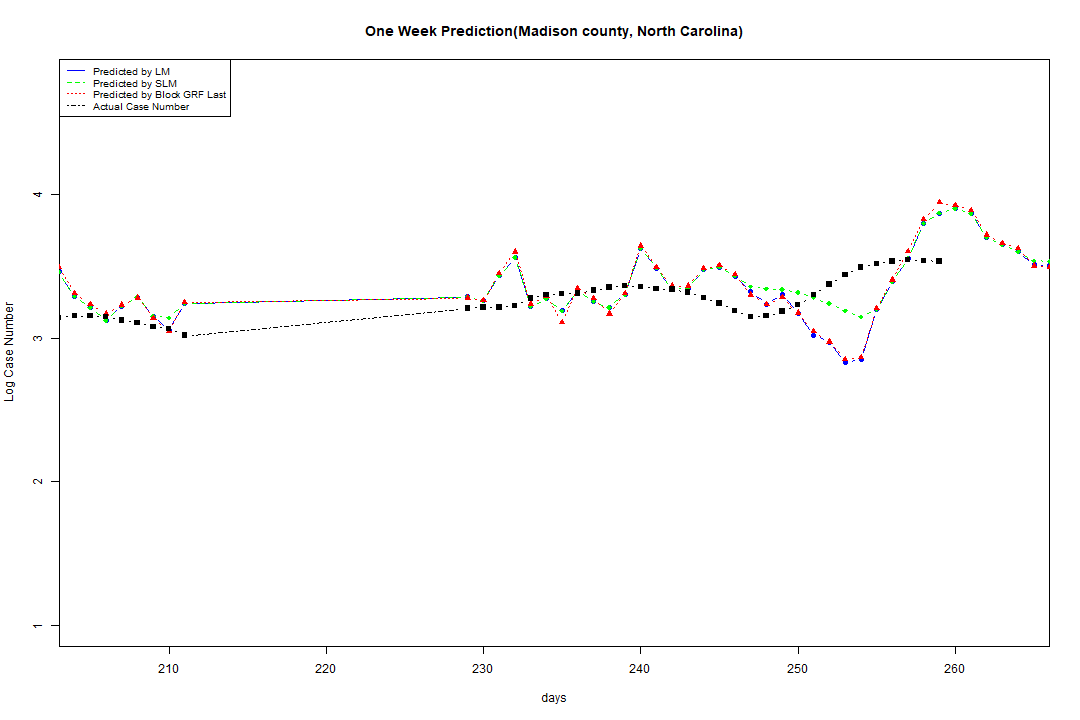 One Week Prediction(Madison county, North Carolina)
Predicted by LM
Predicted by SLM
Predicted by Block GRF Last
Actual Case Number
Log Case Number
4
3
2
1
210 220 230 240 250 260
days